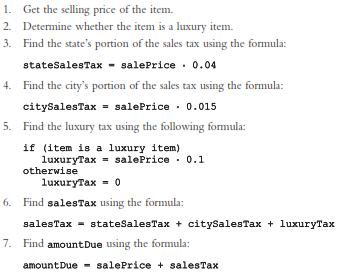 1. Get the selling price of the item.
2. Determine whether the item is a luxury item.
3. Find the state's portion of the sales tax using the formula:
stateSalesTax = salePrice · 0.04
4. Find the city's portion of the sales tax using the formula:
citySalesTax = salePrice · 0.015
5. Find the luxury tax using the following formula:
if (item is a luxury item)
luxuryTax = salePrice · 0.1
otherwise
luxuryTax = 0
6. Find salesTax using the formula:
salesTax = stateSalesTax + citySalesTax + luxuryTax
7. Find amountDue using the formula:
amountDue = salePrice + salesTax